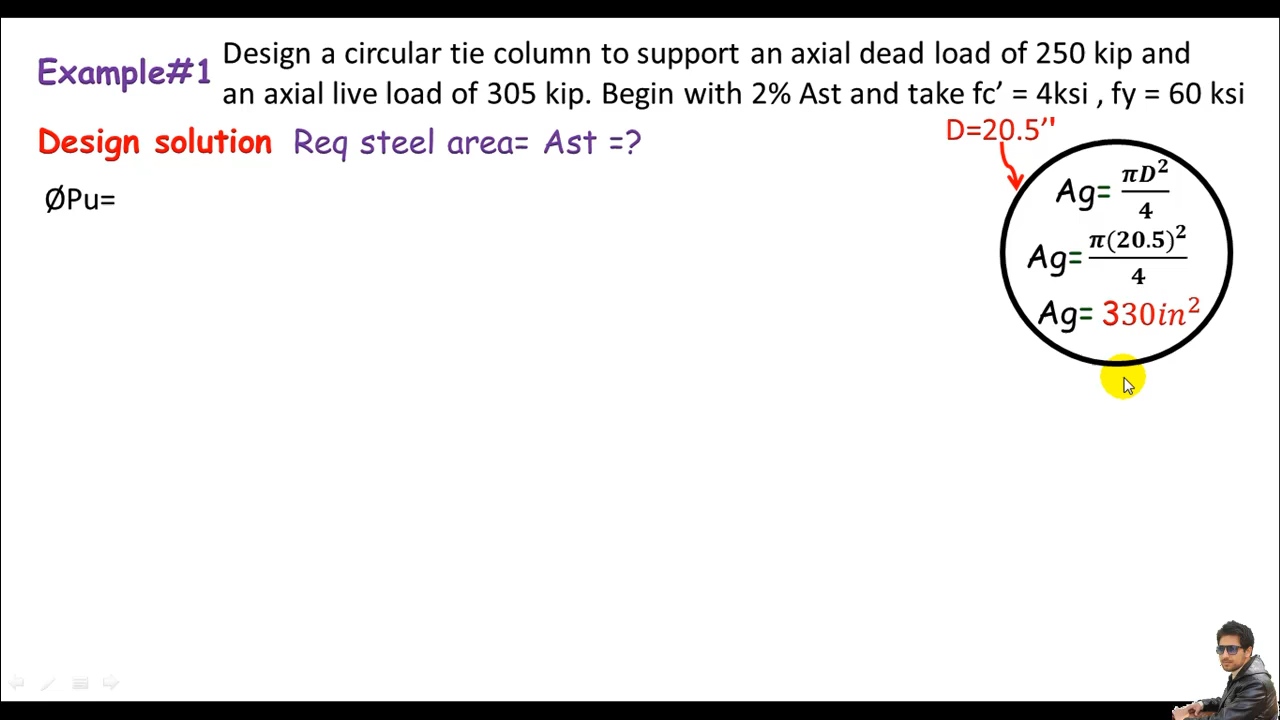 Example#1
Design a circular tie column to support an axial dead load of 250 kip and
an axial live load of 305 kip. Begin with 2% Ast and take fc’ = 4ksi , fy = 60 ksi
Design solution Req steel area= Ast =?
D=20.5’’
ØPu=
Ag= πD²/4
Ag= π(20.5)²/4
Ag= 330in²